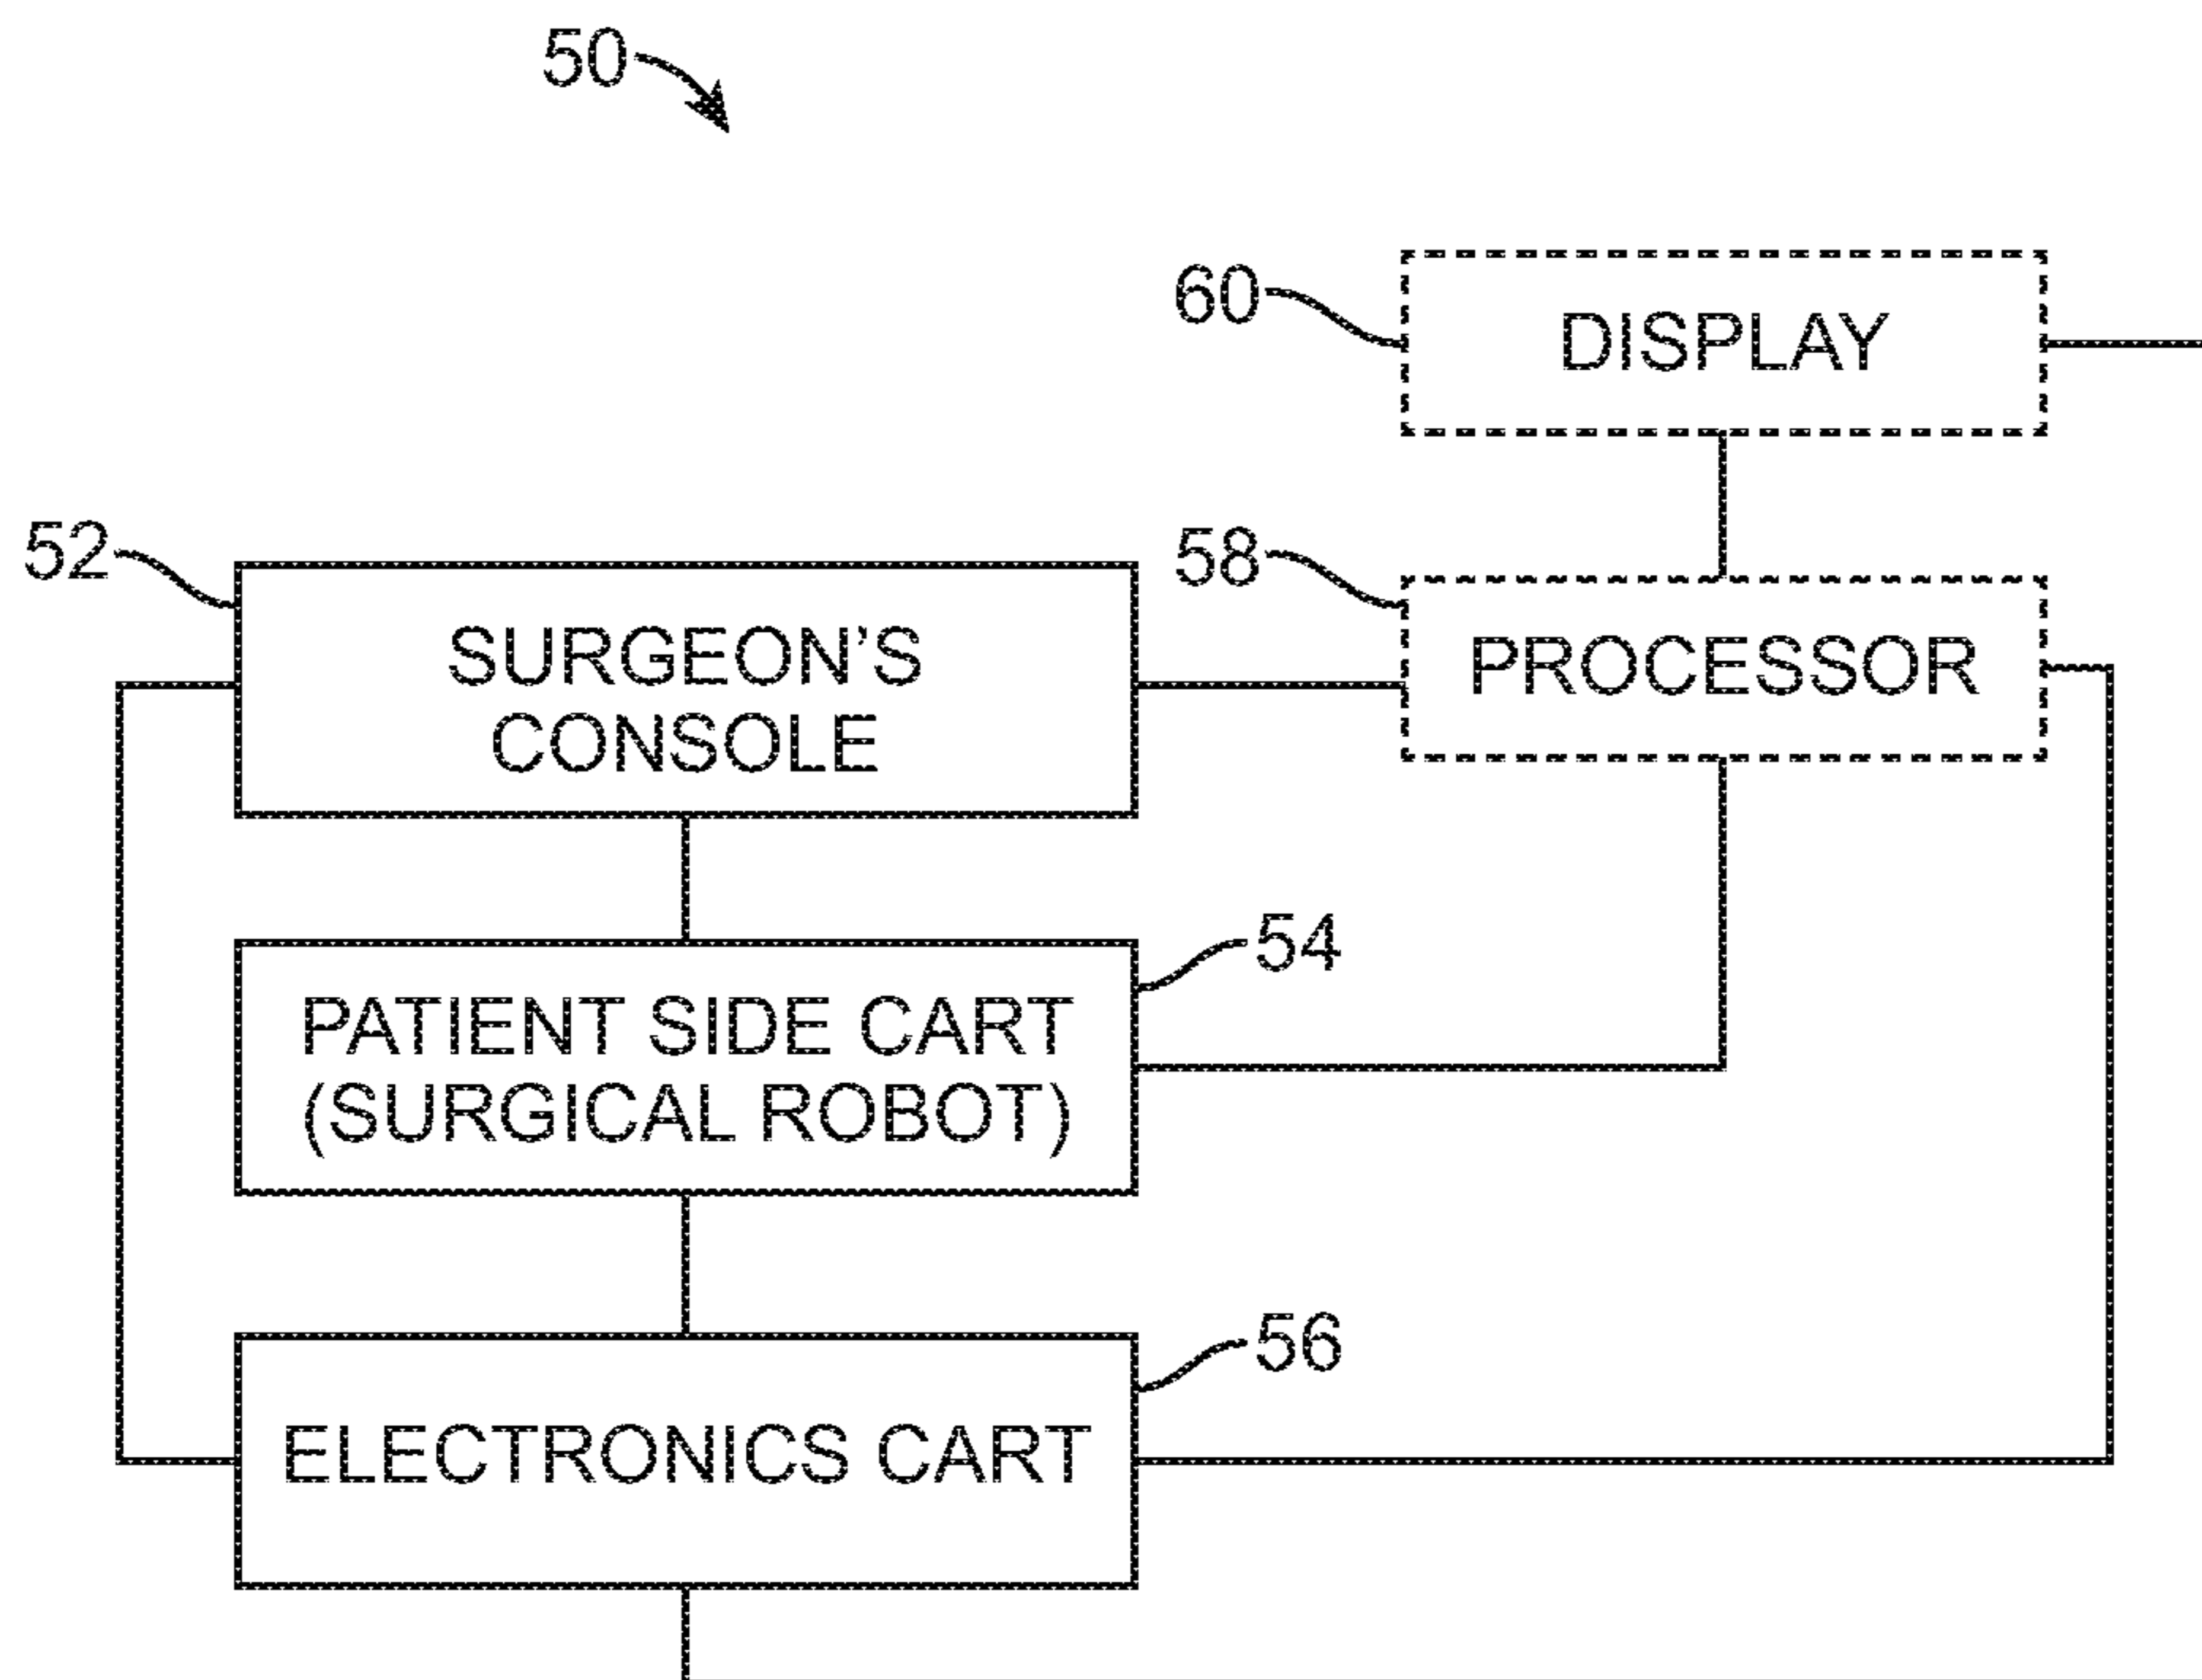 50
60
DISPLAY
52
58
SURGEON’S
CONSOLE
PROCESSOR
54
PATIENT SIDE CART
(SURGICAL ROBOT)
56
ELECTRONICS CART